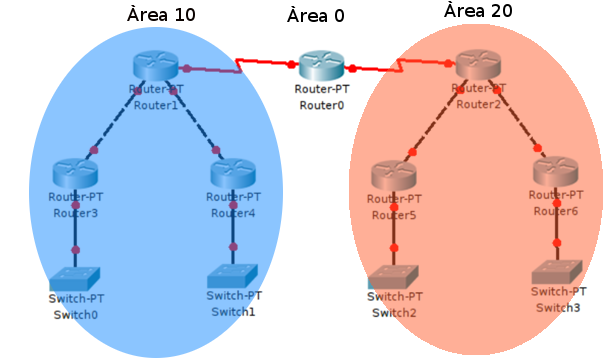 Àrea 10
Àrea 0
Àrea 20
Router-PT
Router1
Router-PT
Router0
Router-PT
Router2
Router-PT
Router3
Router-PT
Router4
Router-PT
Router5
Router-PT
Router6
Switch-PT
Switch0
Switch-PT
Switch1
Switch-PT
Switch2
Switch-PT
Switch3